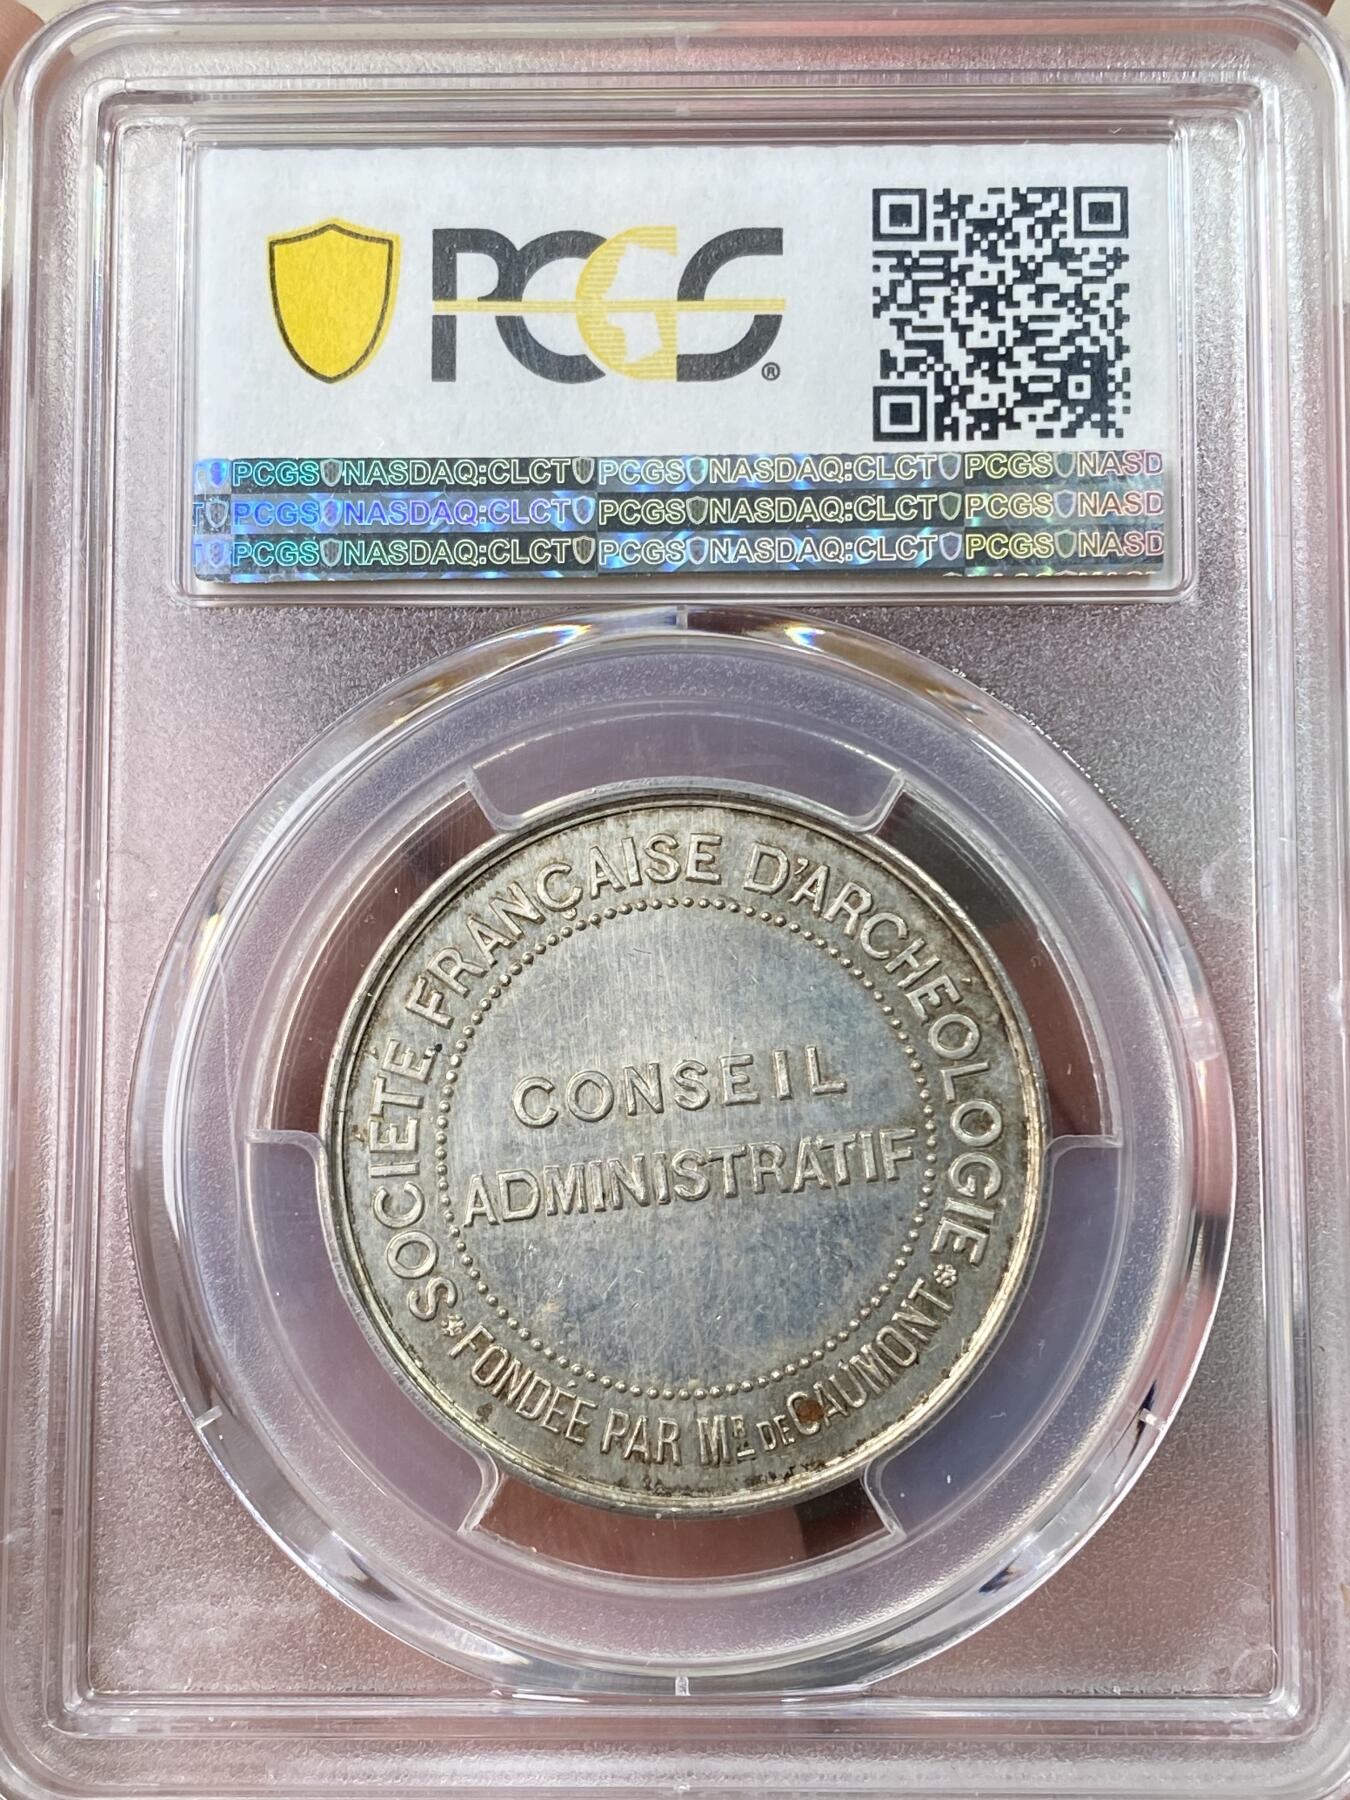 PCGS®
PCGS NASDAQ:CLCT PCGS NASDAQ:CLCT PCGS NASD
PCGS NASDAQ:CLCT PCGS NASDAQ:CLCT PCGS NASD
PCGS NASDAQ:CLCT PCGS NASDAQ:CLCT PCGS NASD
SOCIÉTÉ FRANÇAISE D'ARCHÉOLOGIE
CONSEIL
ADMINISTRATIF
FONDÉE PAR MR DE CAUMONT